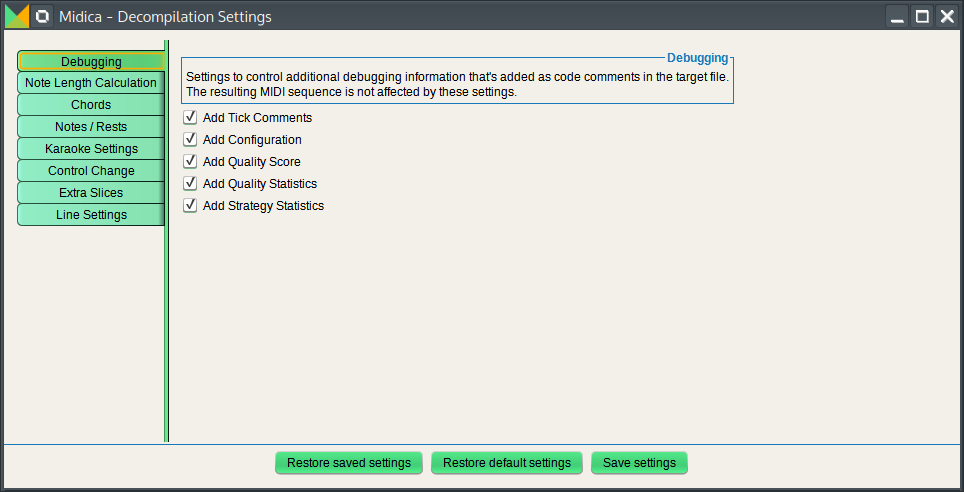 Midica - Decompilation Settings
Debugging
Note Length Calculation
Chords
Notes / Rests
Karaoke Settings
Control Change
Extra Slices
Line Settings
Debugging
Settings to control additional debugging information that's added as code comments in the target file.
The resulting MIDI sequence is not affected by these settings.
Add Tick Comments
Add Configuration
Add Quality Score
Add Quality Statistics
Add Strategy Statistics
Restore saved settings
Restore default settings
Save settings